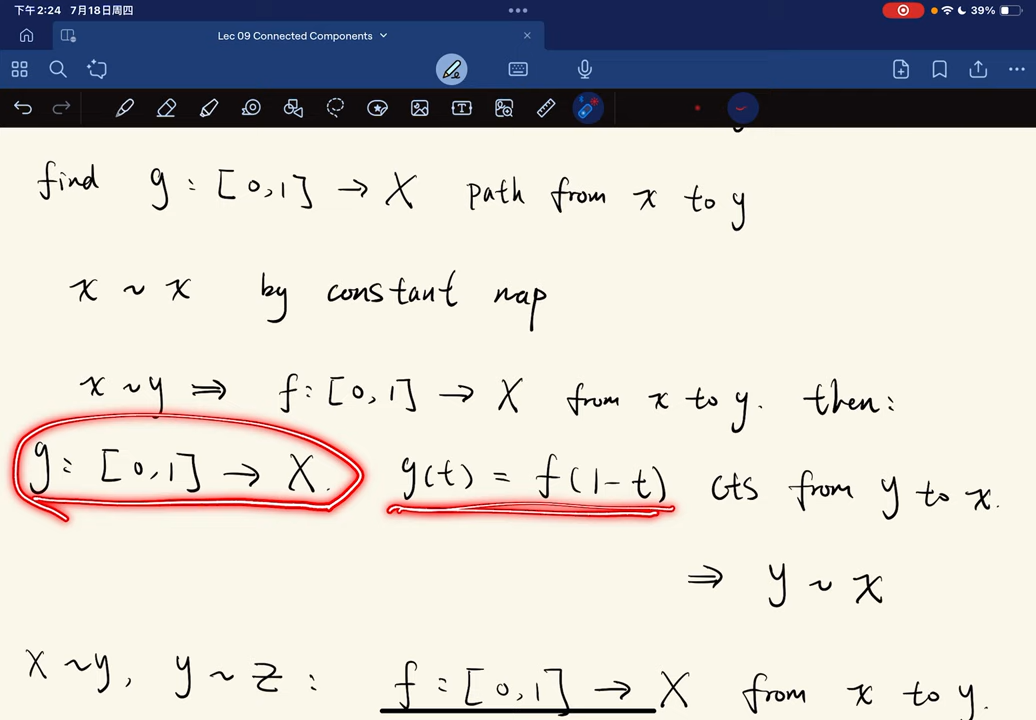 下午2:24 7月18日周四 39%
Lec 09 Connected Components
find g : [0,1] → X path from x to y
x ~ x by constant map
x ~ y ⇒ f : [0,1] → X from x to y. then:
g : [0,1] → X. g(t) = f(1-t) cts from y to x.
⇒ y ~ x
x ~ y, y ~ z : f : [0,1] → X from x to y.